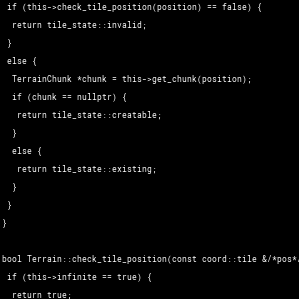 if (this->check_tile_position(position) == false) {
return tile_state::invalid;
}
else {
TerrainChunk *chunk = this->get_chunk(position);
if (chunk == nullptr) {
return tile_state::creatable;
}
else {
return tile_state::existing;
}
}
}
bool Terrain::check_tile_position(const coord::tile &/*pos*/
if (this->infinite == true) {
return true;